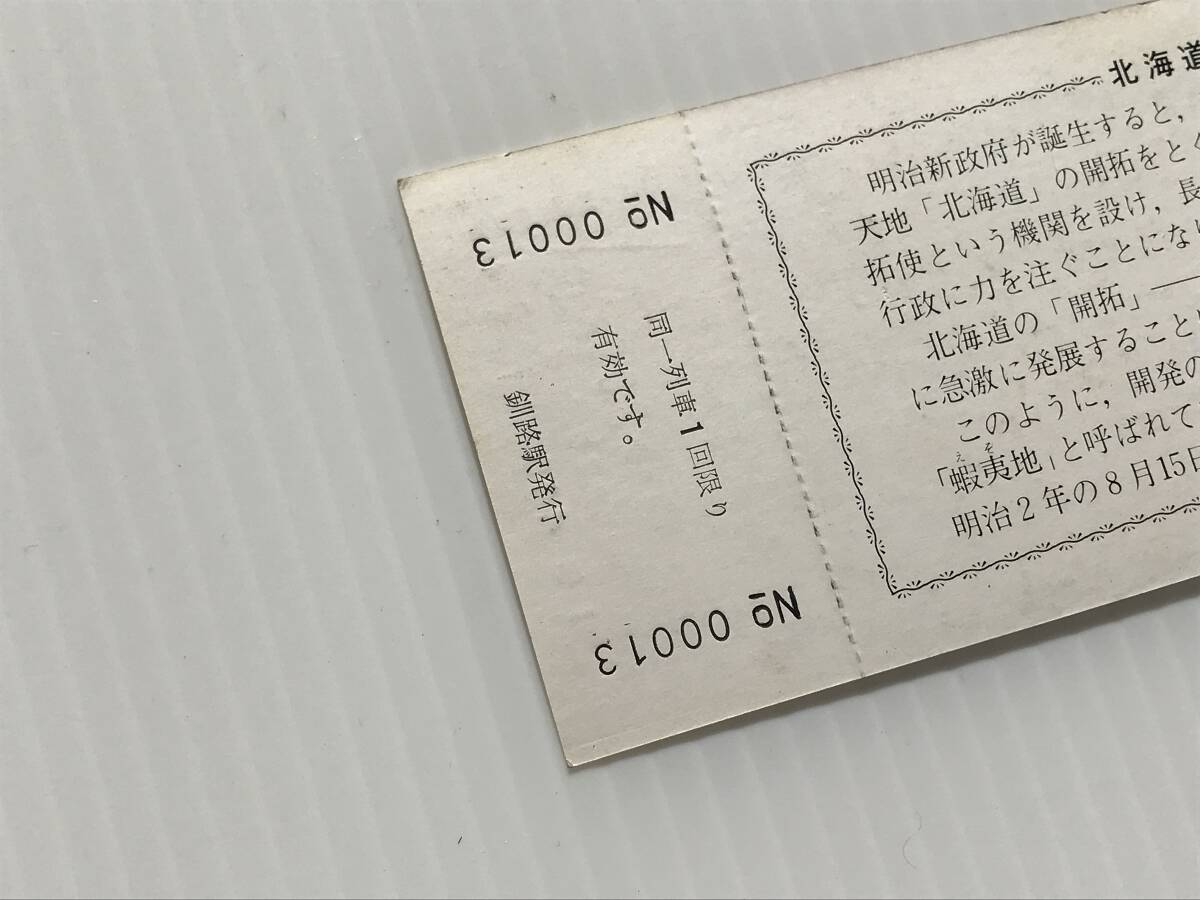 № 00013
同一列車1回限り
有効です。
釧路駅発行
№ 00013
北海道
明治新政府が誕生すると，
天地「北海道」の開拓をとく
拓使という機関を設け，長
行政に力を注ぐことになり
北海道の「開拓」―
に急激に発展すること
このように，開発の
「蝦夷地」と呼ばれて
えぞ
明治2年の8月15日